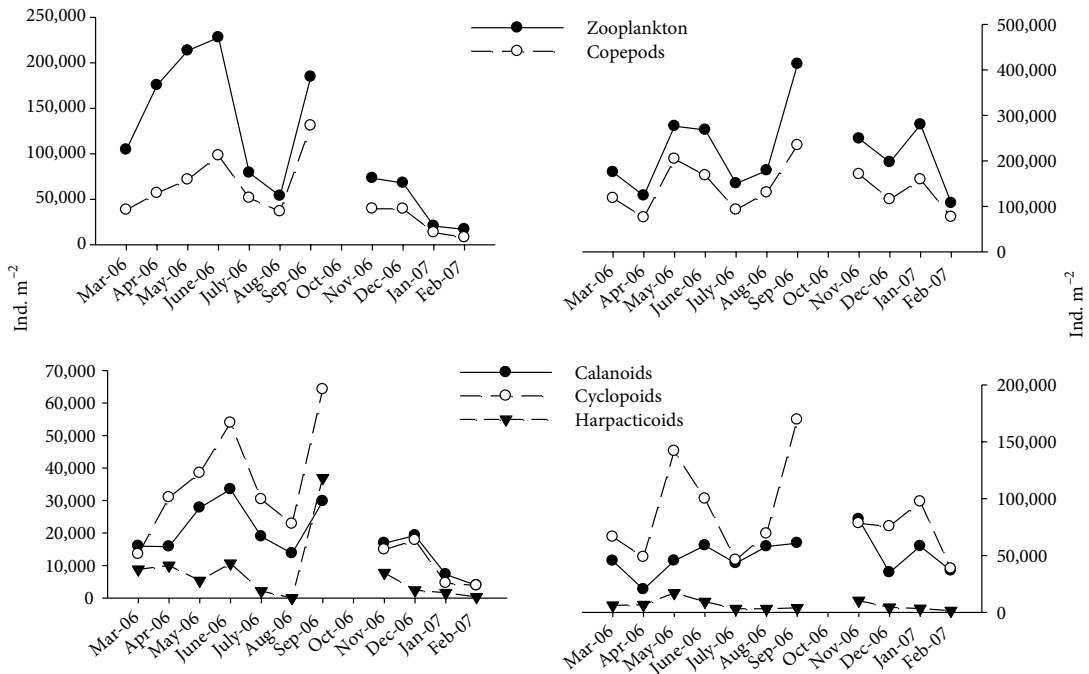 250,000
200,000
150,000
100,000
50,000
0
Mar-06
Apr-06
May-06
June-06
July-06
Aug-06
Sep-06
Oct-06
Nov-06
Dec-06
Jan-07
Feb-07
Zooplankton
Copepods
500,000
400,000
300,000
200,000
100,000
0
Mar-06
Apr-06
May-06
June-06
July-06
Aug-06
Sep-06
Oct-06
Nov-06
Dec-06
Jan-07
Feb-07
Ind. m⁻²
Ind. m⁻²
70,000
60,000
50,000
40,000
30,000
20,000
10,000
0
Mar-06
Apr-06
May-06
June-06
July-06
Aug-06
Sep-06
Oct-06
Nov-06
Dec-06
Jan-07
Feb-07
Calanoids
Cyclopoids
Harpacticoids
200,000
150,000
100,000
50,000
0
Mar-06
Apr-06
May-06
June-06
July-06
Aug-06
Sep-06
Oct-06
Nov-06
Dec-06
Jan-07
Feb-07